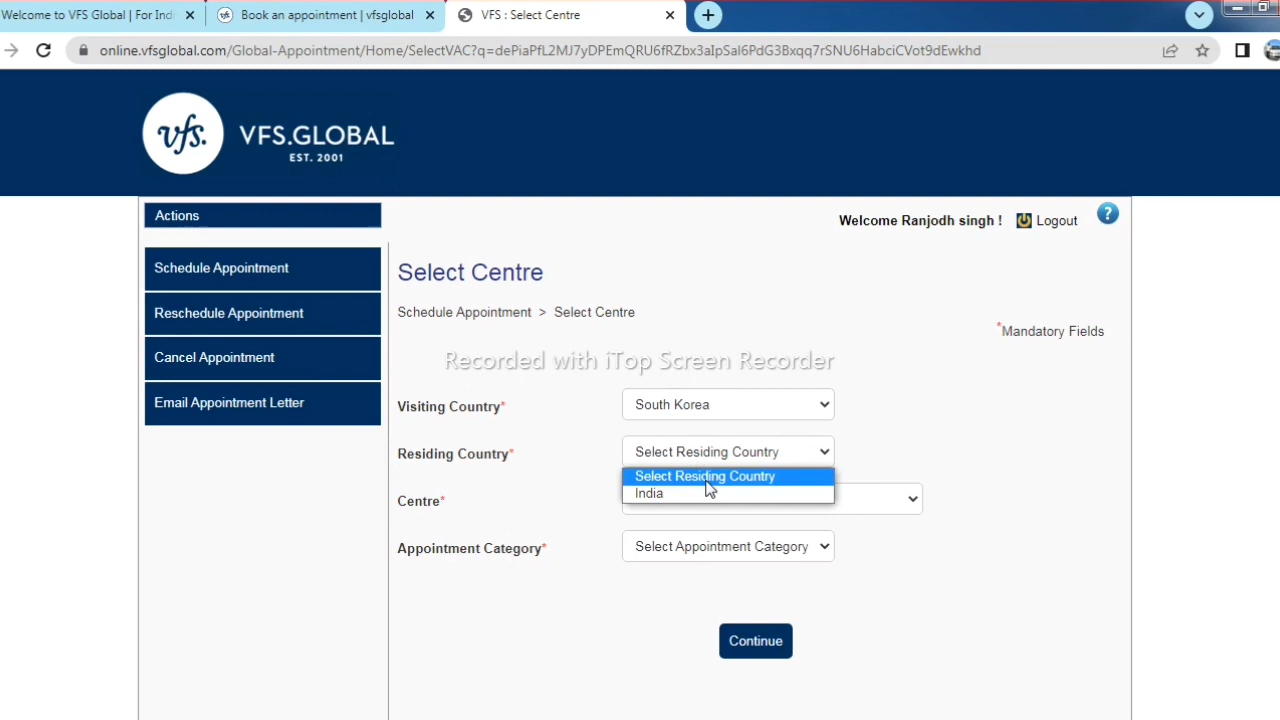 Welcome to VFS Global | For Indi
Book an appointment | vfsglobal
VFS : Select Centre
online.vfsglobal.com/Global-Appointment/Home/SelectVAC?q=dePiaPfL2MJ7yDPEmQRU6fRZbx3aIpSal6PdG3Bxqq7rSNU6HabciCVot9dEwkhd
vfs. VFS.GLOBAL
EST. 2001
Actions
Welcome Ranjodh singh ! Logout ?
Schedule Appointment
Reschedule Appointment
Cancel Appointment
Email Appointment Letter
Select Centre
Schedule Appointment > Select Centre
*Mandatory Fields
Recorded with iTop Screen Recorder
Visiting Country* South Korea
Residing Country* Select Residing Country
Select Residing Country
India
Centre*
Appointment Category* Select Appointment Category
Continue